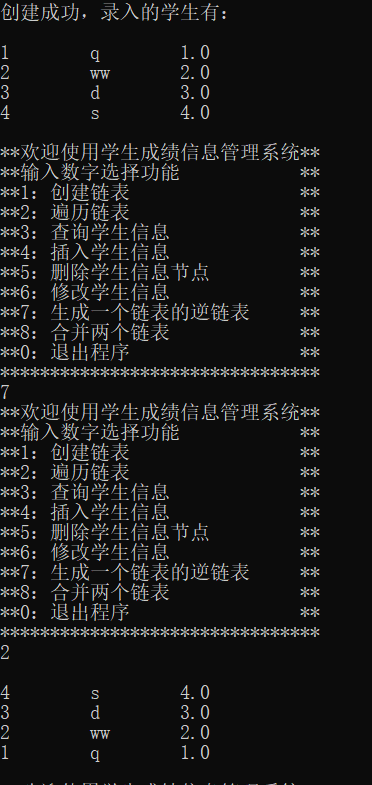 创建成功，录入的学生有：
1 q 1.0
2 ww 2.0
3 d 3.0
4 s 4.0
**欢迎使用学生成绩信息管理系统**
**输入数字选择功能 **
**1：创建链表 **
**2：遍历链表 **
**3：查询学生信息 **
**4：插入学生信息 **
**5：删除学生信息节点 **
**6：修改学生信息 **
**7：生成一个链表的逆链表 **
**8：合并两个链表 **
**0：退出程序 **
********************************
7
**欢迎使用学生成绩信息管理系统**
**输入数字选择功能 **
**1：创建链表 **
**2：遍历链表 **
**3：查询学生信息 **
**4：插入学生信息 **
**5：删除学生信息节点 **
**6：修改学生信息 **
**7：生成一个链表的逆链表 **
**8：合并两个链表 **
**0：退出程序 **
********************************
2
4 s 4.0
3 d 3.0
2 ww 2.0
1 q 1.0